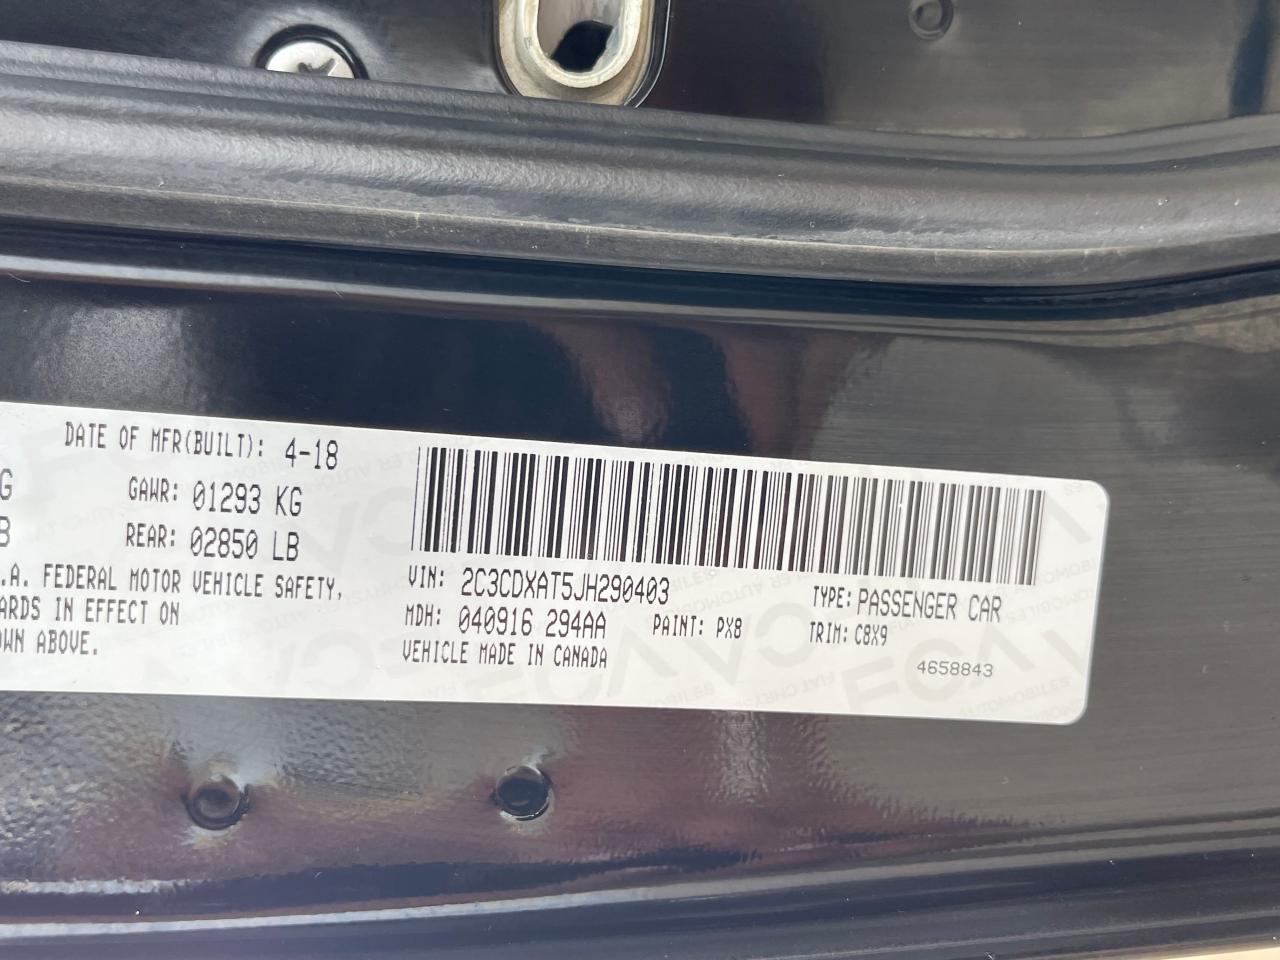 DATE OF MFR(BUILT): 4-18
G GAWR: 01293 KG
B REAR: 02850 LB
.A. FEDERAL MOTOR VEHICLE SAFETY,
ARDS IN EFFECT ON
OWN ABOVE.
VIN: 2C3CDXAT5JH290403 TYPE: PASSENGER CAR
MDH: 040916 294AA PAINT: PX8 TRIM: C8X9
VEHICLE MADE IN CANADA
4658843